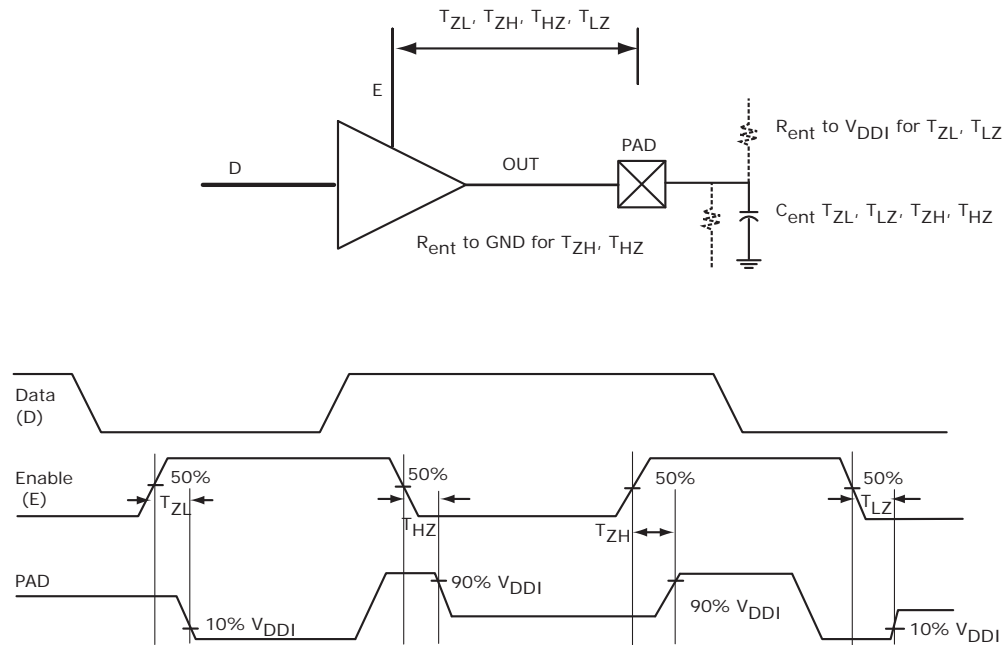 TZL, TZH, THZ, TLZ
E
D
OUT
PAD
Rent to VDDI for TZL, TLZ
Cent TZL, TLZ, TZH, THZ
Rent to GND for TZH, THZ
Data
(D)
Enable
(E)
50%
TZL
50%
THZ
50%
TZH
50%
TLZ
PAD
10% VDDI
90% VDDI
90% VDDI
10% VDDI